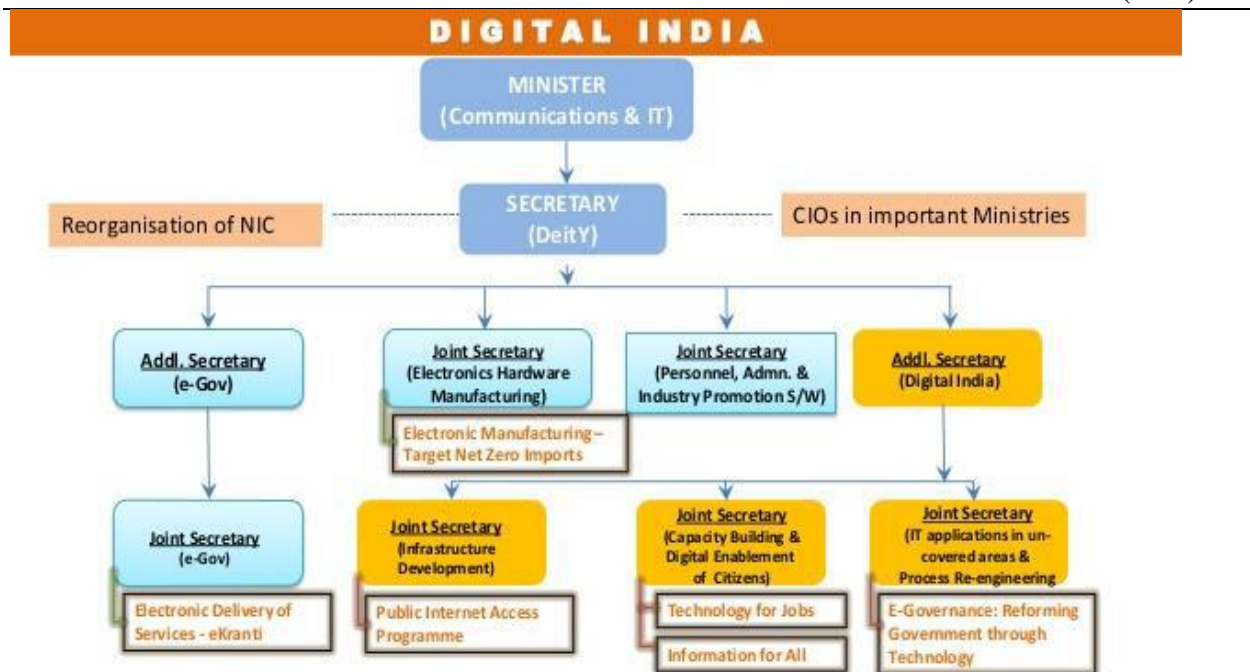 DIGITAL INDIA
MINISTER
(Communications & IT)
Reorganisation of NIC
SECRETARY
(DeitY)
CIOs in important Ministries
Addl. Secretary
(e-Gov)
Joint Secretary
(Electronics Hardware
Manufacturing)
Joint Secretary
(Personnel, Admn. &
Industry Promotion S/W)
Addl. Secretary
(Digital India)
Electronic Manufacturing –
Target Net Zero Imports
Joint Secretary
(e-Gov)
Joint Secretary
(Infrastructure
Development)
Joint Secretary
(Capacity Building &
Digital Enablement
of Citizens)
Joint Secretary
(IT applications in un-
covered areas &
Process Re-engineering
Electronic Delivery of
Services - eKranti
Public Internet Access
Programme
Technology for Jobs
Information for All
E-Governance: Reforming
Government through
Technology